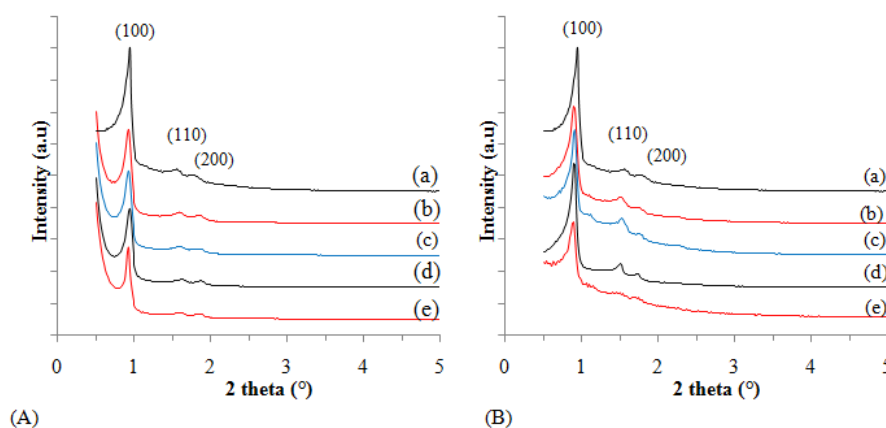 (100)
(110)
(200)
(a)
(b)
(c)
(d)
(e)
Intensity (a.u)
0 1 2 3 4 5
2 theta (°)
(A)
(100)
(110)
(200)
(a)
(b)
(c)
(d)
(e)
Intensity (a.u)
0 1 2 3 4 5
2 theta (°)
(B)